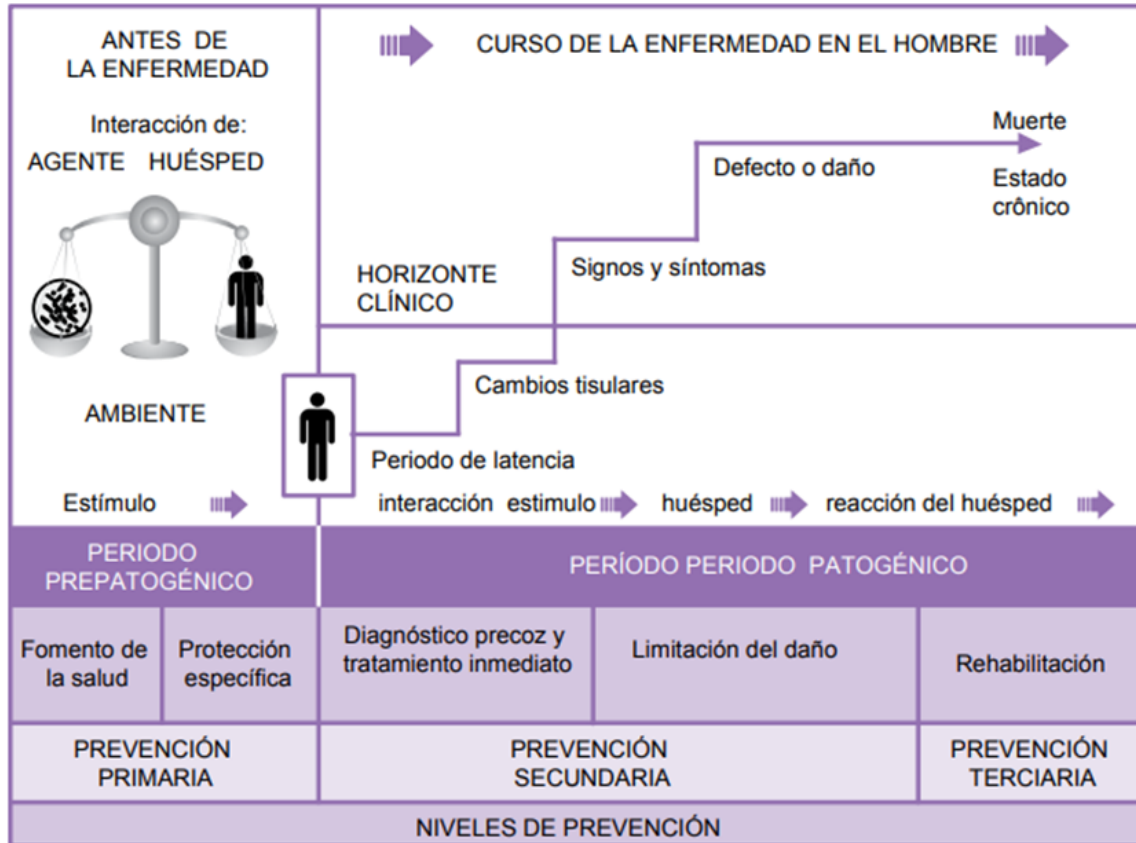 ANTES DE
LA ENFERMEDAD
Interacción de:
AGENTE HUÉSPED
AMBIENTE
Estímulo
CURSO DE LA ENFERMEDAD EN EL HOMBRE
Muerte
Defecto o daño
Estado
crônico
Signos y síntomas
HORIZONTE
CLÍNICO
Cambios tisulares
Periodo de latencia
interacción estimulo huésped reacción del huésped
PERIODO
PREPATOGÉNICO
PERÍODO PERIODO PATOGÉNICO
Fomento de
la salud
Protección
específica
Diagnóstico precoz y
tratamiento inmediato
Limitación del daño
Rehabilitación
PREVENCIÓN
PRIMARIA
PREVENCIÓN
SECUNDARIA
PREVENCIÓN
TERCIARIA
NIVELES DE PREVENCIÓN